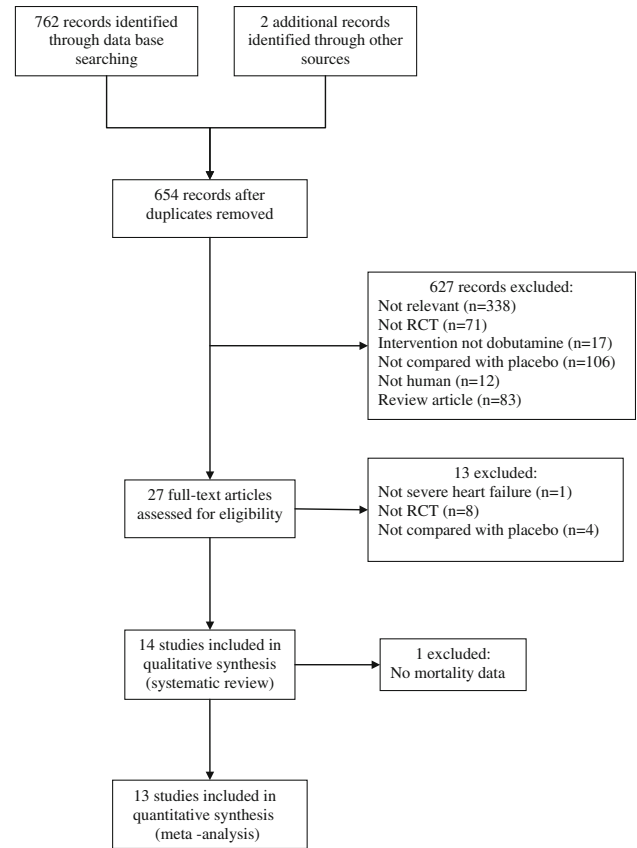 762 records identified
through data base
searching
2 additional records
identified through other
sources
654 records after
duplicates removed
627 records excluded:
Not relevant (n=338)
Not RCT (n=71)
Intervention not dobutamine (n=17)
Not compared with placebo (n=106)
Not human (n=12)
Review article (n=83)
27 full-text articles
assessed for eligibility
13 excluded:
Not severe heart failure (n=1)
Not RCT (n=8)
Not compared with placebo (n=4)
14 studies included in
qualitative synthesis
(systematic review)
1 excluded:
No mortality data
13 studies included in
quantitative synthesis
(meta -analysis)